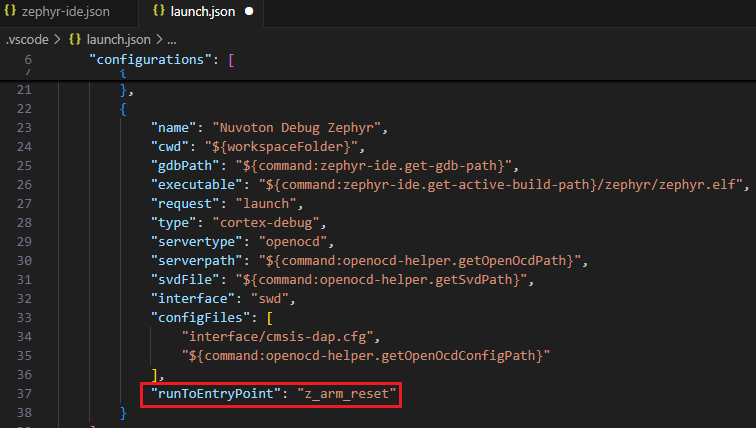 {} zephyr-ide.json
{} launch.json ●
.vscode > {} launch.json > ...
6 "configurations": [
7 {
21 },
22 {
23 "name": "Nuvoton Debug Zephyr",
24 "cwd": "${workspaceFolder}",
25 "gdbPath": "${command:zephyr-ide.get-gdb-path}",
26 "executable": "${command:zephyr-ide.get-active-build-path}/zephyr/zephyr.elf",
27 "request": "launch",
28 "type": "cortex-debug",
29 "servertype": "openocd",
30 "serverpath": "${command:openocd-helper.getOpenOcdPath}",
31 "svdFile": "${command:openocd-helper.getSvdPath}",
32 "interface": "swd",
33 "configFiles": [
34 "interface/cmsis-dap.cfg",
35 "${command:openocd-helper.getOpenOcdConfigPath}"
36 ],
37 "runToEntryPoint": "z_arm_reset"
38 }